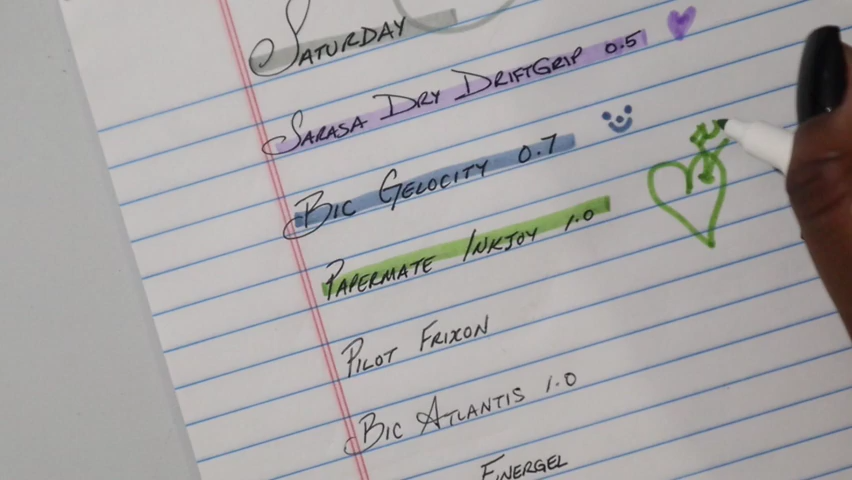 SATURDAY
SARASA DRY DRIFTGRIP 0.5
BIC GELOCITY 0.7
PAPERMATE INKJOY 1.0
PILOT FRIXON
BIC ATLANTIS 1.0
ENERGEL